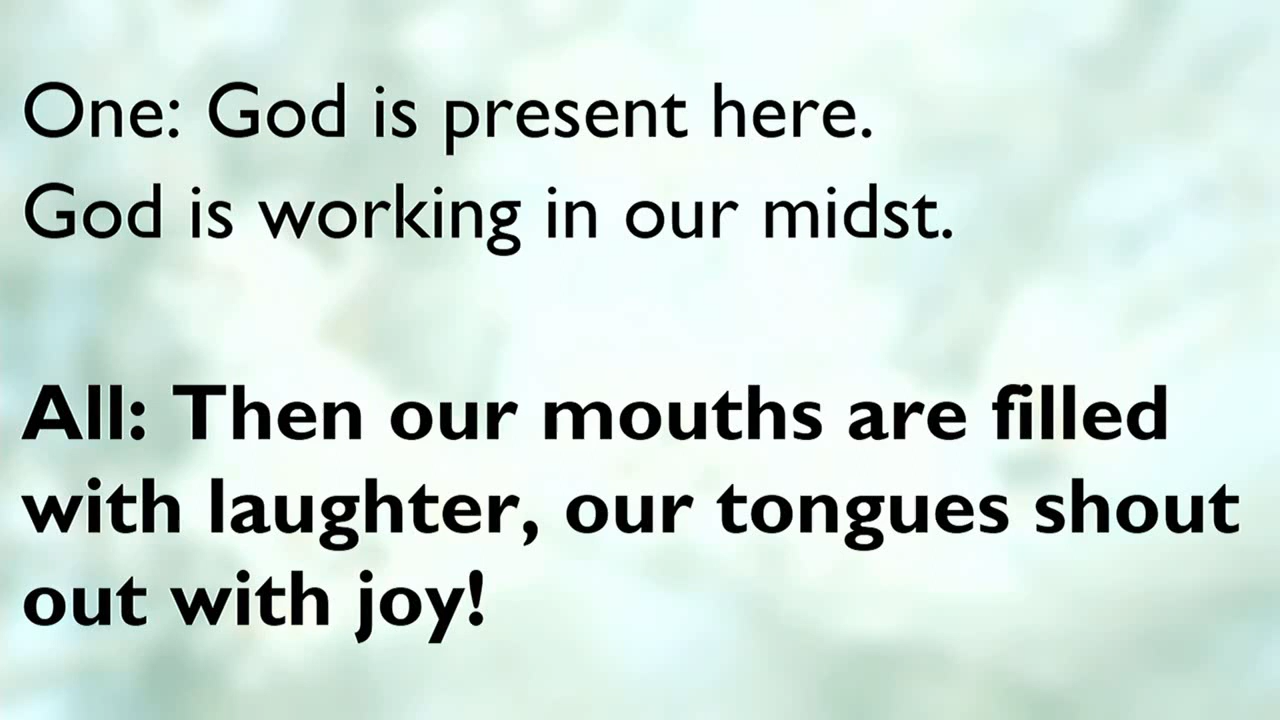 One: God is present here.
God is working in our midst.
All: Then our mouths are filled
with laughter, our tongues shout
out with joy!